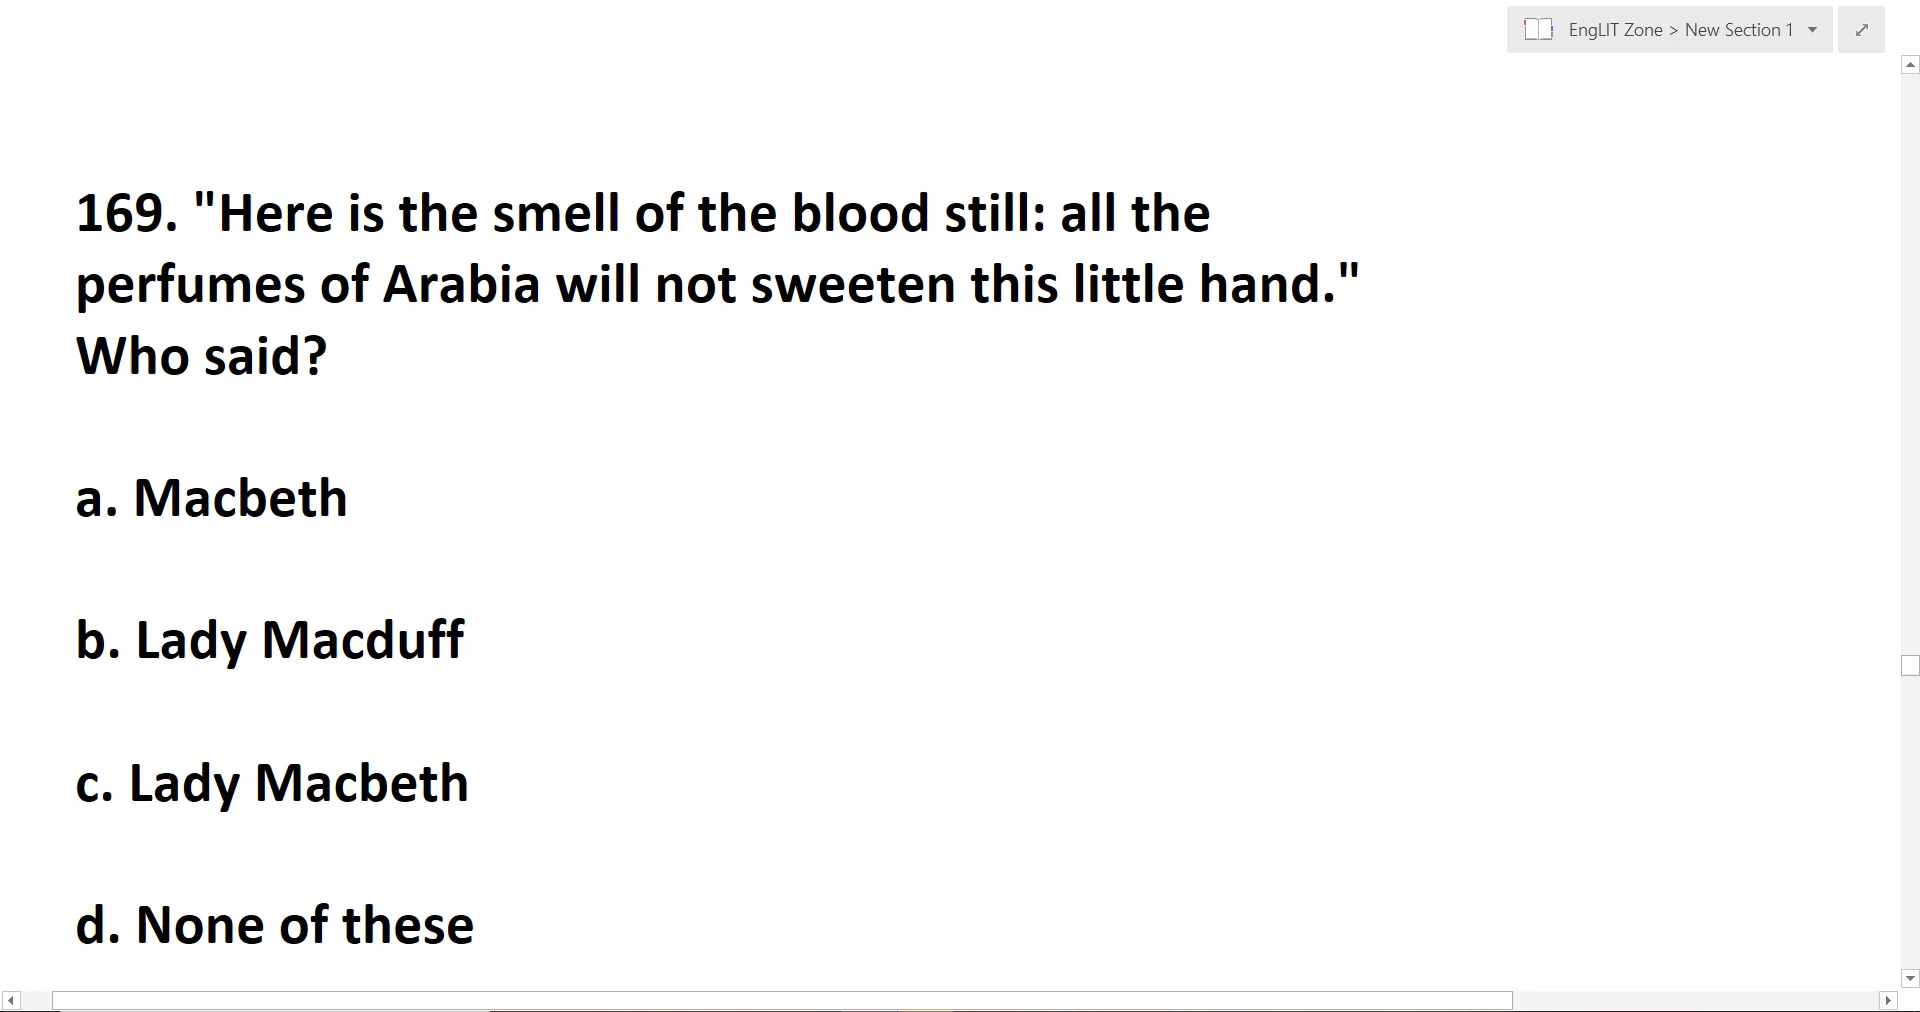 EngLIT Zone > New Section 1
169. "Here is the smell of the blood still: all the
perfumes of Arabia will not sweeten this little hand."
Who said?
a. Macbeth
b. Lady Macduff
c. Lady Macbeth
d. None of these